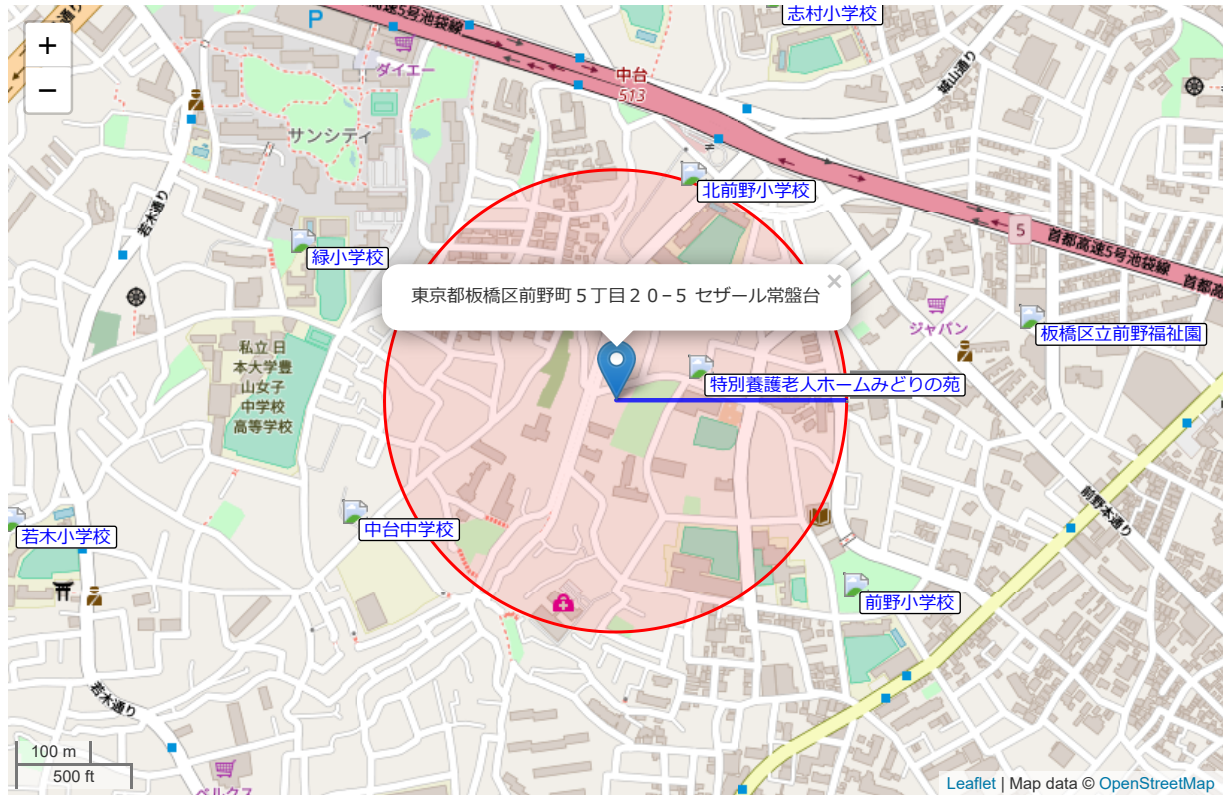 高速5号池袋線
志村小学校
+
P
ダイエー
中台
513
−
城山通り
サンシティ
北前野小学校
若木通り
5
首都高速5号池袋線
緑小学校
東京都板橋区前野町５丁目２０−５ セザール常盤台
×
ジャパン
板橋区立前野福祉園
私立 日
本大学豊
山女子
中学校
高等学校
特別養護老人ホームみどりの苑
前野本通り
中台中学校
若木小学校
前野小学校
若木通り
100 m
500 ft
ベルクス
Leaflet | Map data © OpenStreetMap